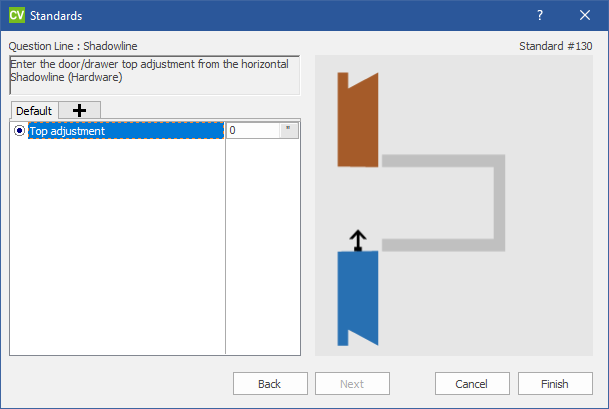 CV Standards ?
Question Line : Shadowline Standard #130
Enter the door/drawer top adjustment from the horizontal
Shadowline (Hardware)
Default
Top adjustment 0 "
Back Next Cancel Finish